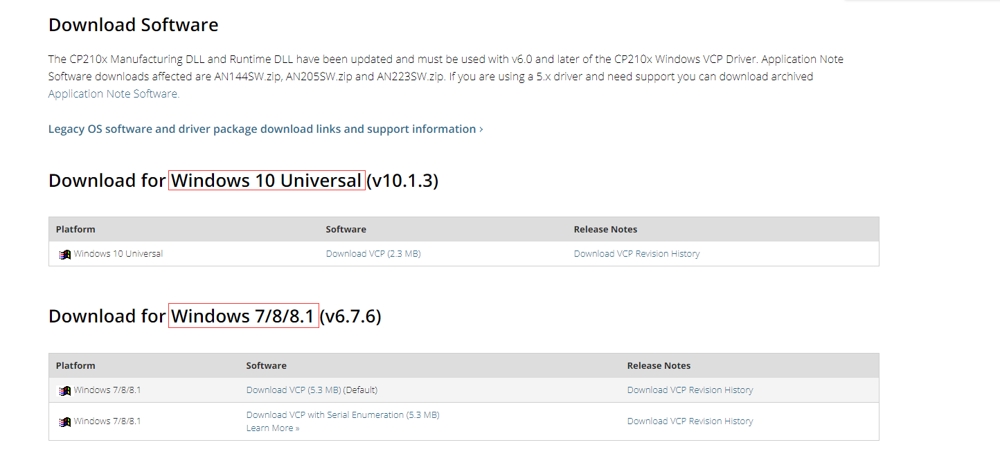 Download Software
The CP210x Manufacturing DLL and Runtime DLL have been updated and must be used with v6.0 and later of the CP210x Windows VCP Driver. Application Note
Software downloads affected are AN144SW.zip, AN205SW.zip and AN223SW.zip. If you are using a 5.x driver and need support you can download archived
Application Note Software.
Legacy OS software and driver package download links and support information ›
Download for Windows 10 Universal (v10.1.3)
Platform Software Release Notes
Windows 10 Universal Download VCP (2.3 MB) Download VCP Revision History
Download for Windows 7/8/8.1 (v6.7.6)
Platform Software Release Notes
Windows 7/8/8.1 Download VCP (5.3 MB) (Default) Download VCP Revision History
Windows 7/8/8.1 Download VCP with Serial Enumeration (5.3 MB) Download VCP Revision History
Learn More »